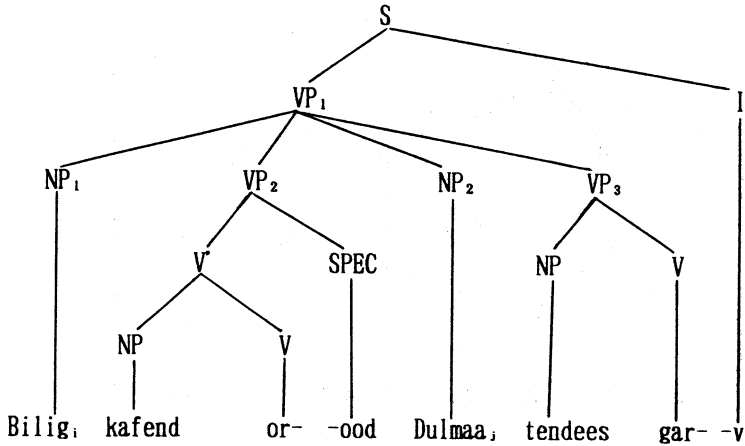 S
VP₁ I
NP₁ VP₂ NP₂ VP₃
V' SPEC NP V
NP V
Biligᵢ kafend or- -ood Dulmaaⱼ tendees gar- -v